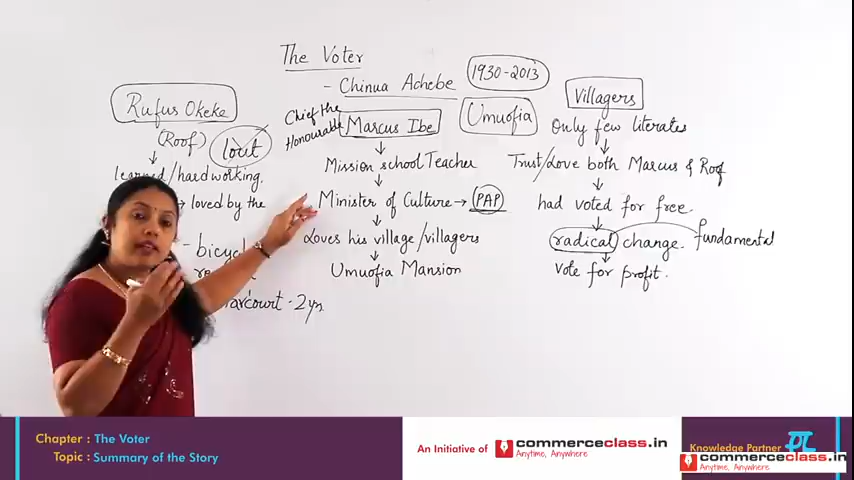 The Voter
- Chinua Achebe 1930-2013
Rufus Okeke
(Roof) lout
learned/hardworking.
loved by the
- bicycl
arcourt - 2yrs
Chief the
Honourable
Marcus Ibe Umuofia
Mission school Teacher
Minister of Culture → PAP
Loves his village/villagers
Umuofia Mansion
Villagers
Only few literates
Trust/Love both Marcus & Roof
had voted for free.
radical change. fundamental
vote for profit.
Chapter : The Voter
Topic : Summary of the Story
An Initiative of commerceclass.in
Anytime, Anywhere
Knowledge Partner
commerceclass.in
Anytime, Anywhere